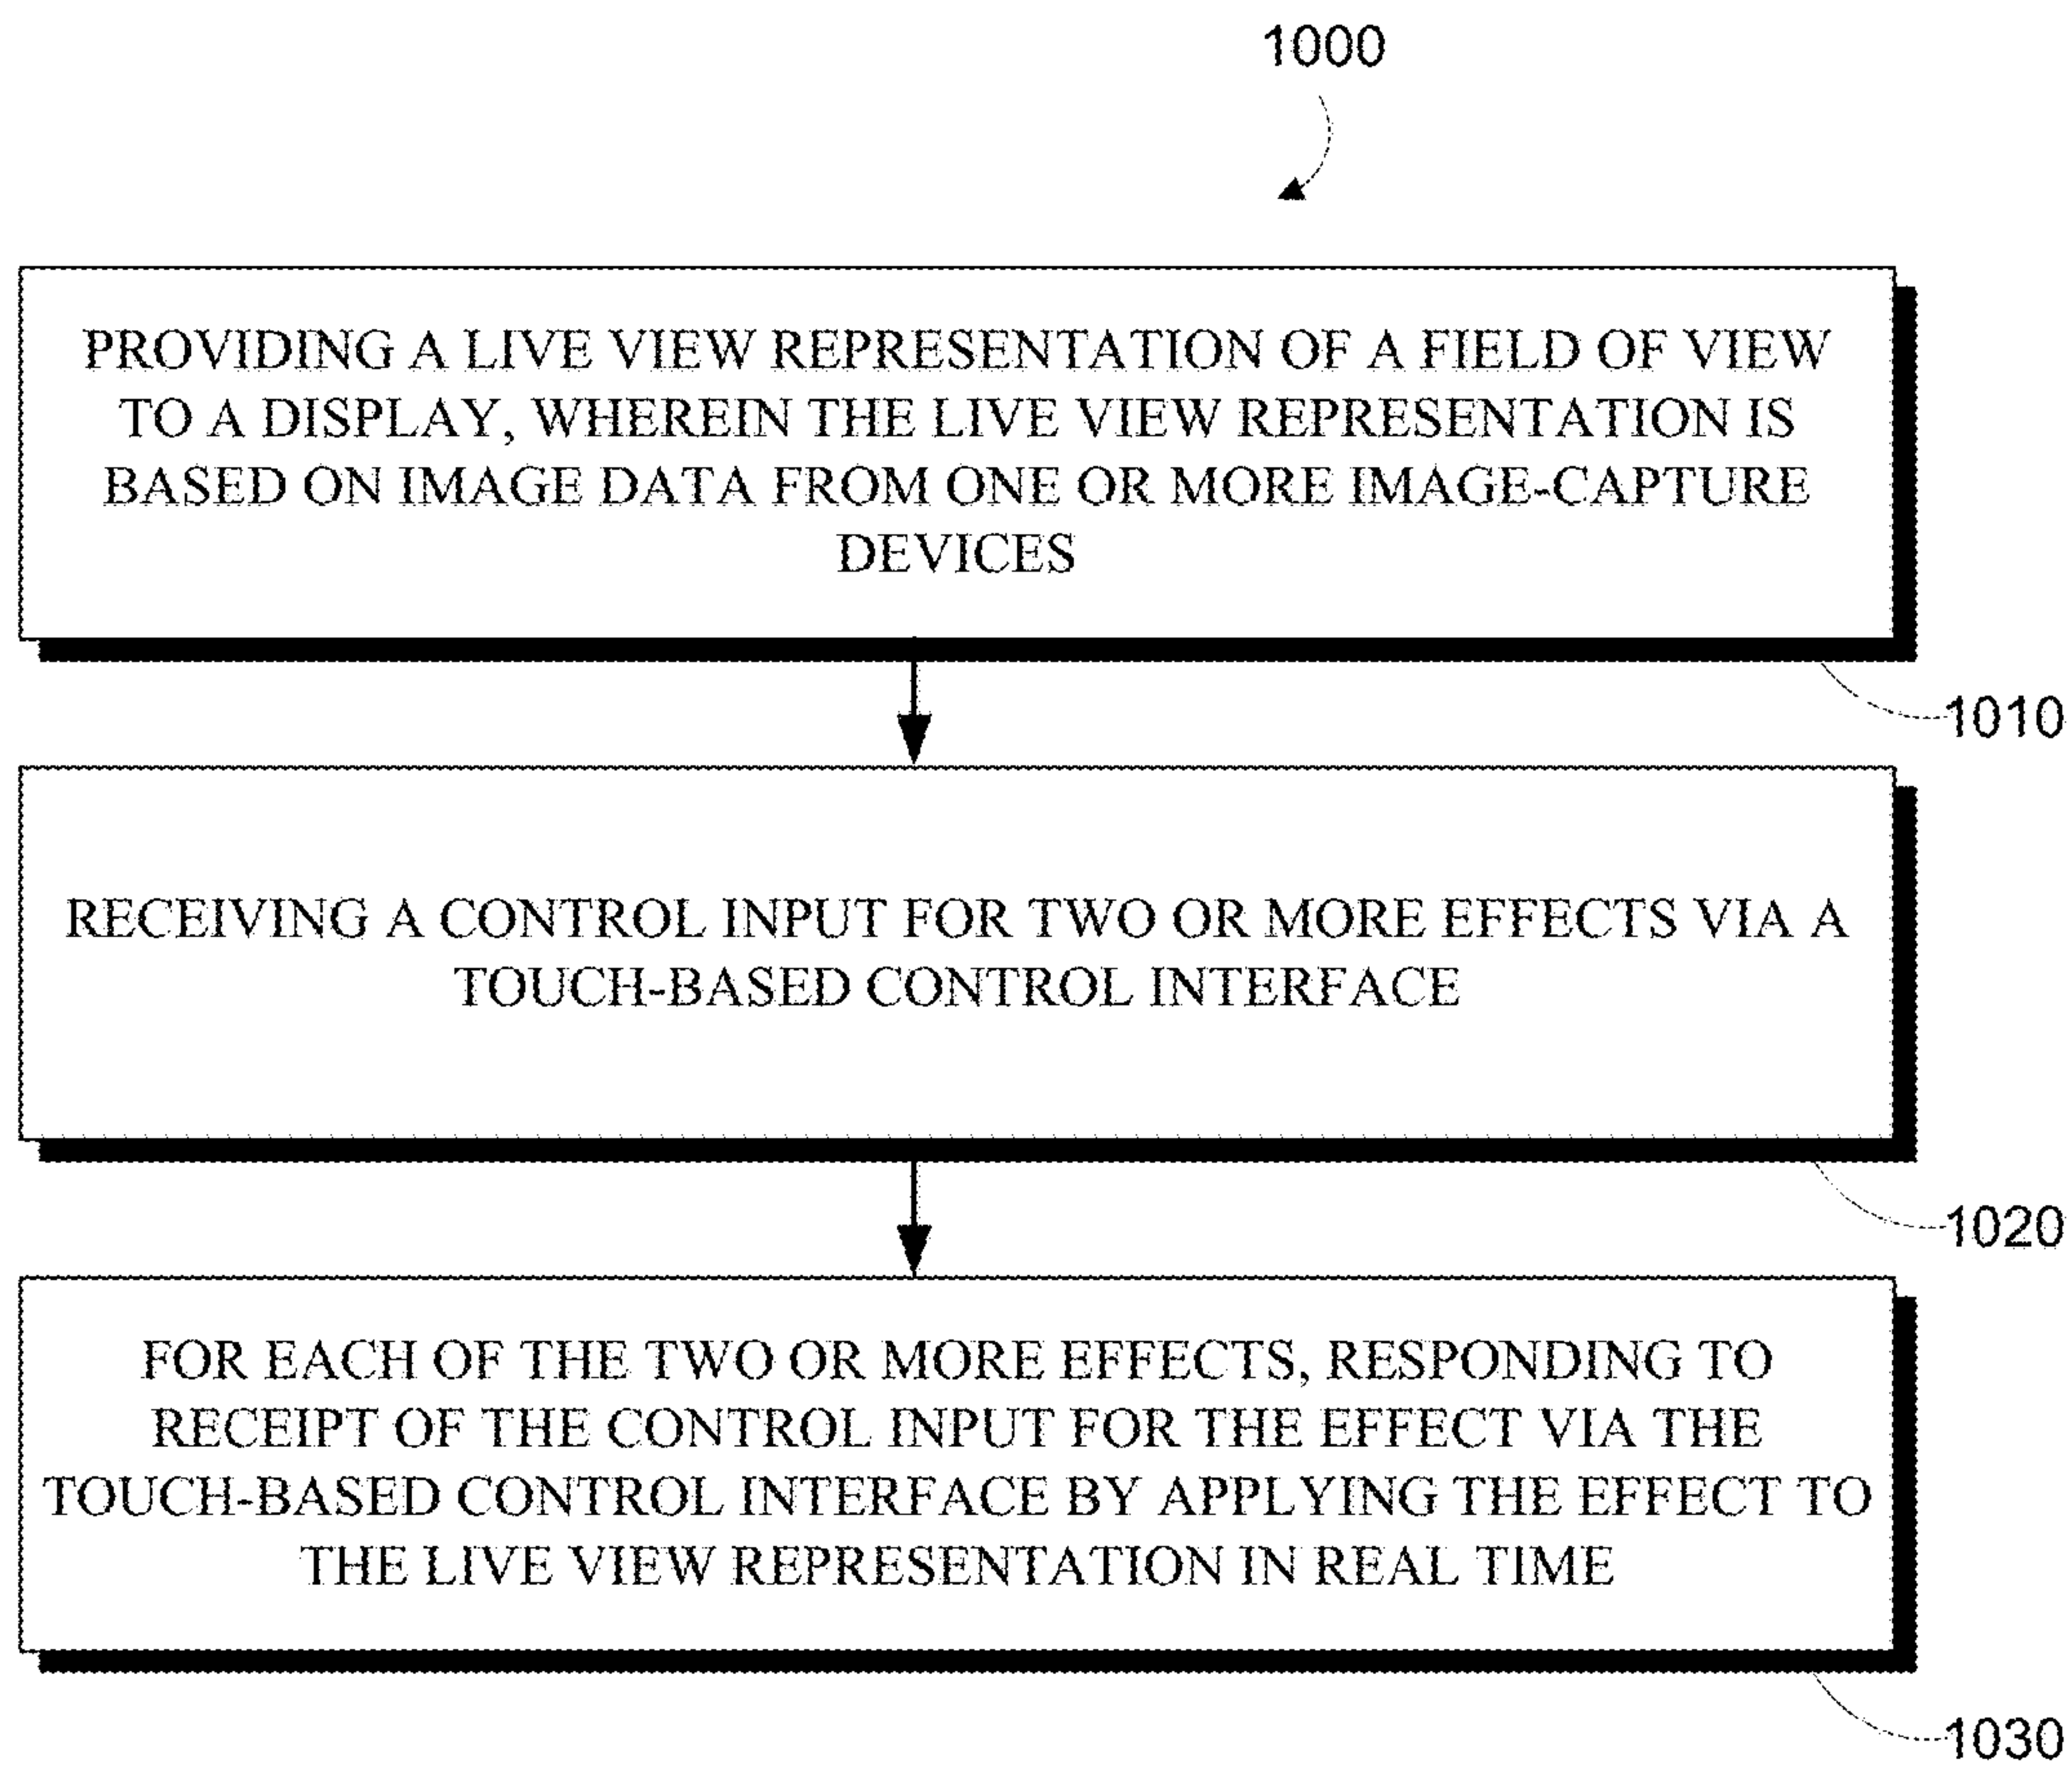 1000
PROVIDING A LIVE VIEW REPRESENTATION OF A FIELD OF VIEW
TO A DISPLAY, WHEREIN THE LIVE VIEW REPRESENTATION IS
BASED ON IMAGE DATA FROM ONE OR MORE IMAGE-CAPTURE
DEVICES
1010
RECEIVING A CONTROL INPUT FOR TWO OR MORE EFFECTS VIA A
TOUCH-BASED CONTROL INTERFACE
1020
FOR EACH OF THE TWO OR MORE EFFECTS, RESPONDING TO
RECEIPT OF THE CONTROL INPUT FOR THE EFFECT VIA THE
TOUCH-BASED CONTROL INTERFACE BY APPLYING THE EFFECT TO
THE LIVE VIEW REPRESENTATION IN REAL TIME
1030